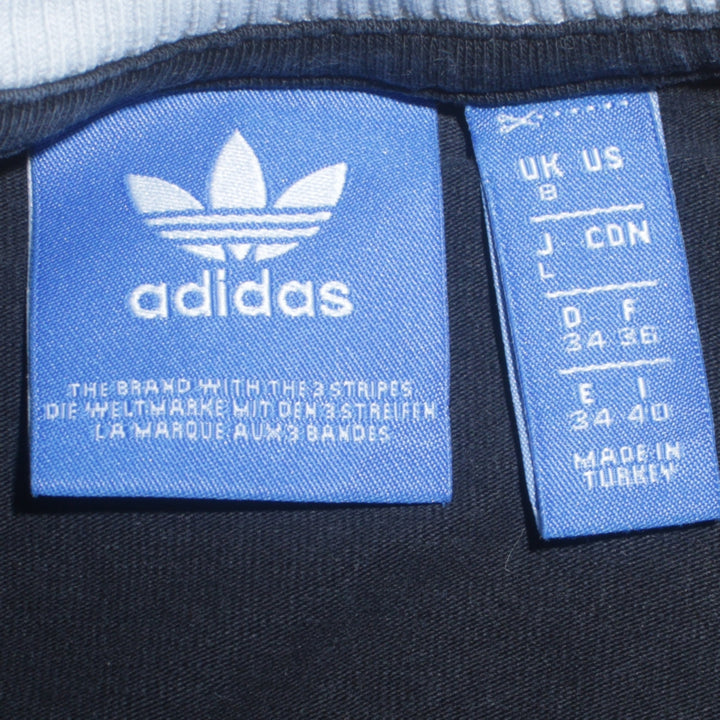 adidas
THE BRAND WITH THE 3 STRIPES
DIE WELTMARKE MIT DEN 3 STREIFEN
LA MARQUE AUX 3 BANDES
UK US
8
J CDN
L
D F
34 36
E I
34 40
MADE IN
TURKEY